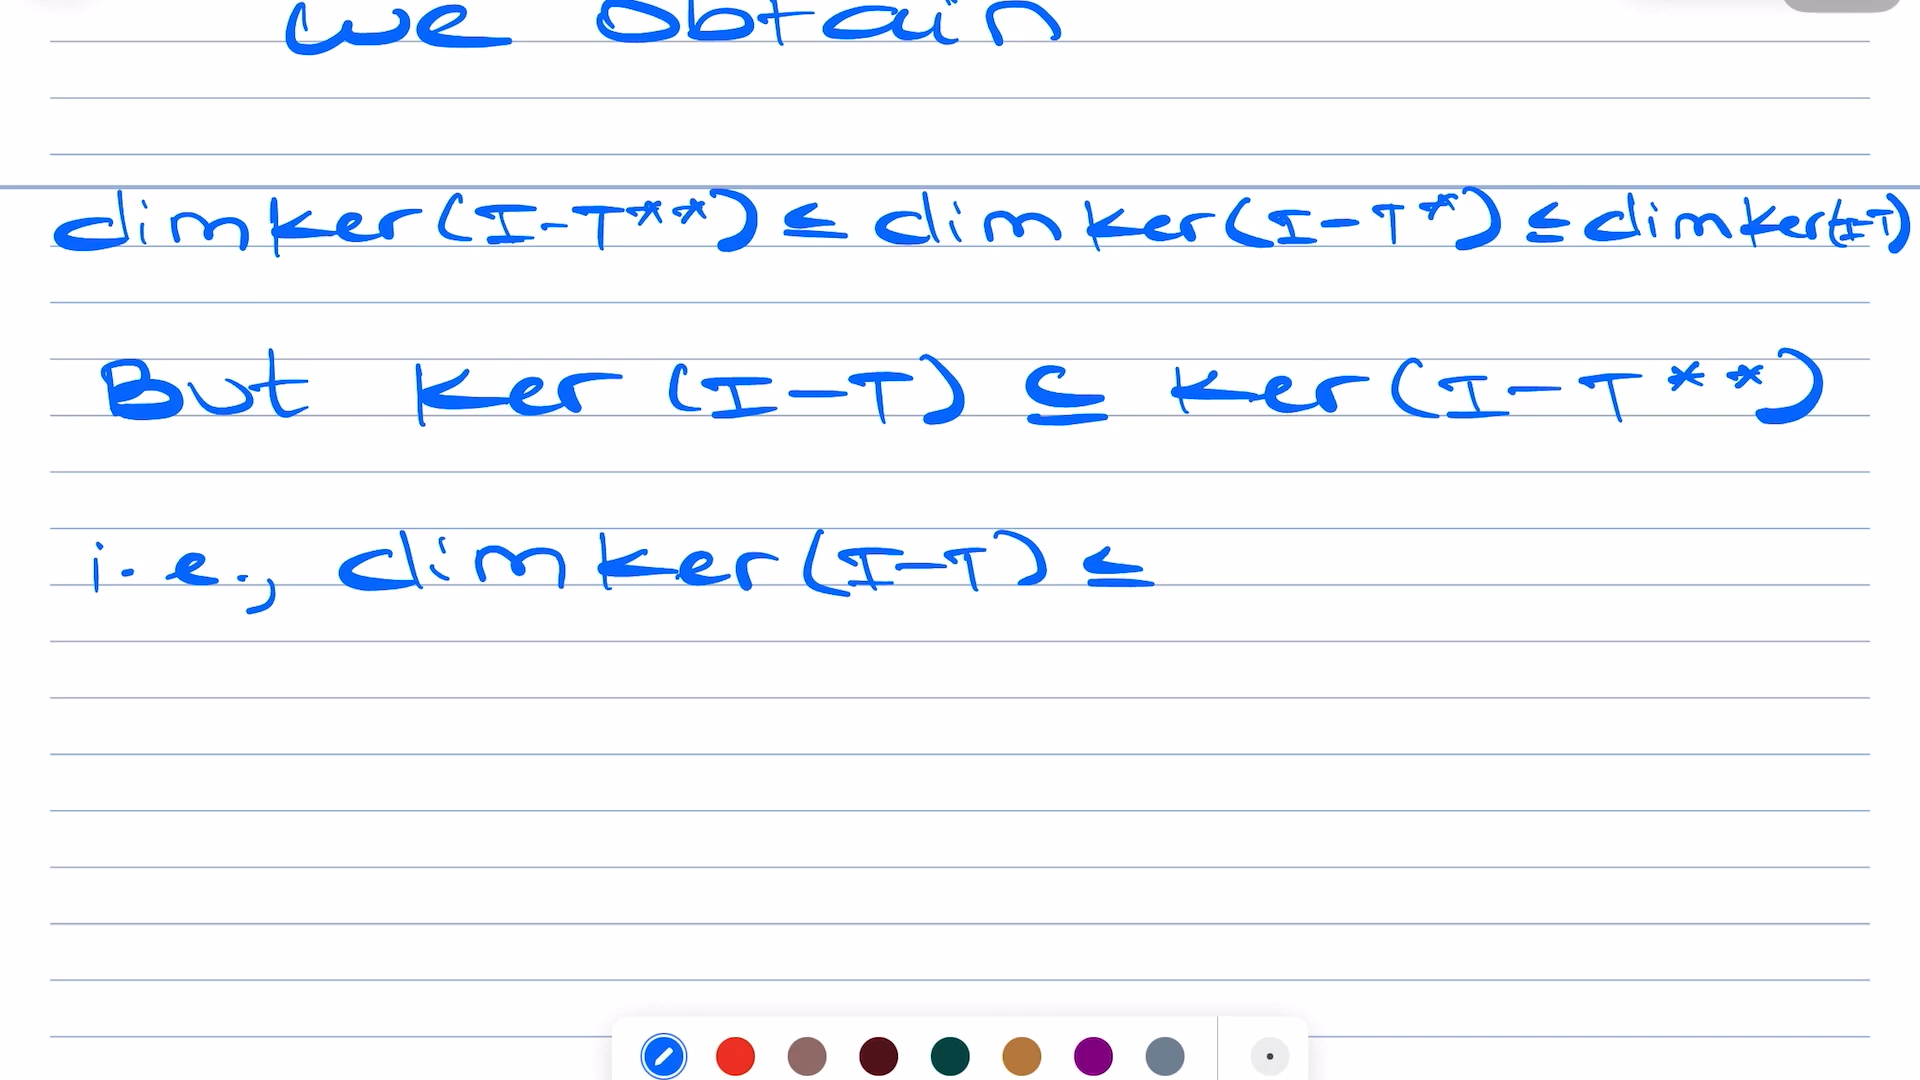 we obtain
dim ker(I-T**) ≤ dim ker(I-T*) ≤ dim ker(I-T)
But ker(I-T) ⊆ ker(I-T**)
i.e., dim ker(I-T) ≤